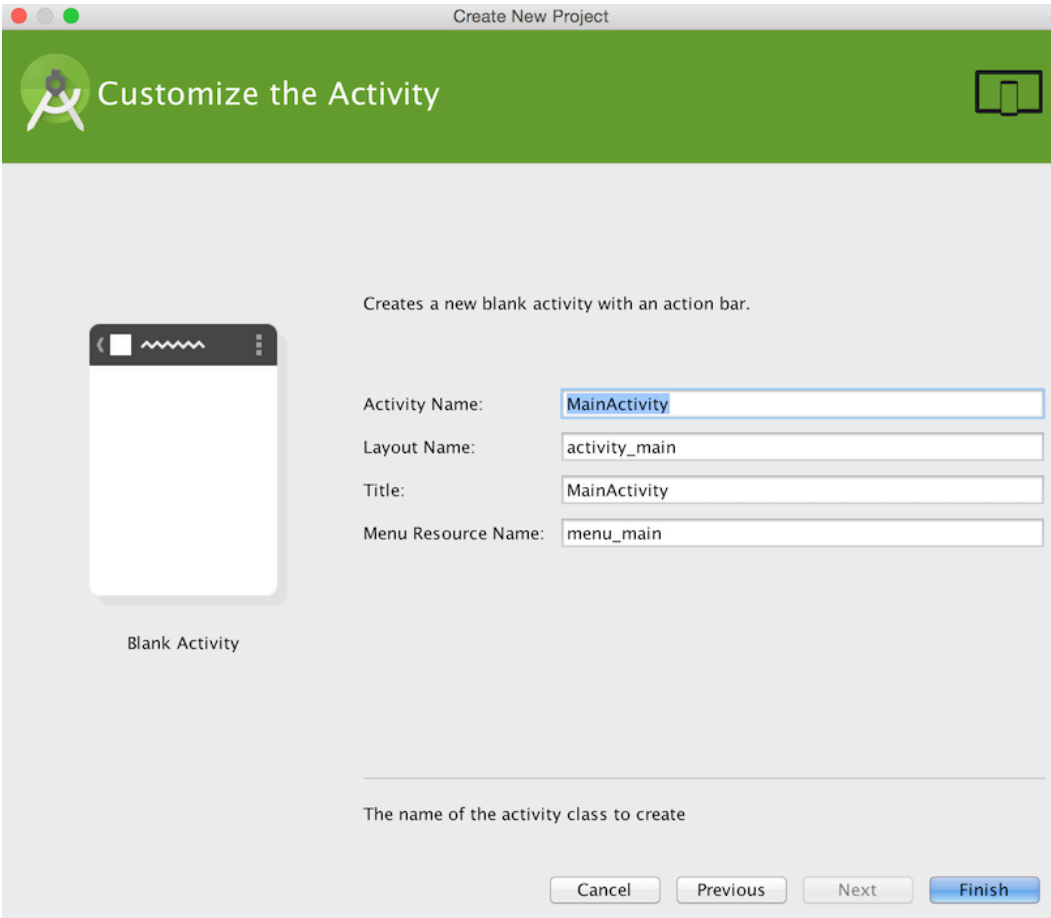 Create New Project
Customize the Activity
Creates a new blank activity with an action bar.
Activity Name: MainActivity
Layout Name: activity_main
Title: MainActivity
Menu Resource Name: menu_main
Blank Activity
The name of the activity class to create
Cancel Previous Next Finish